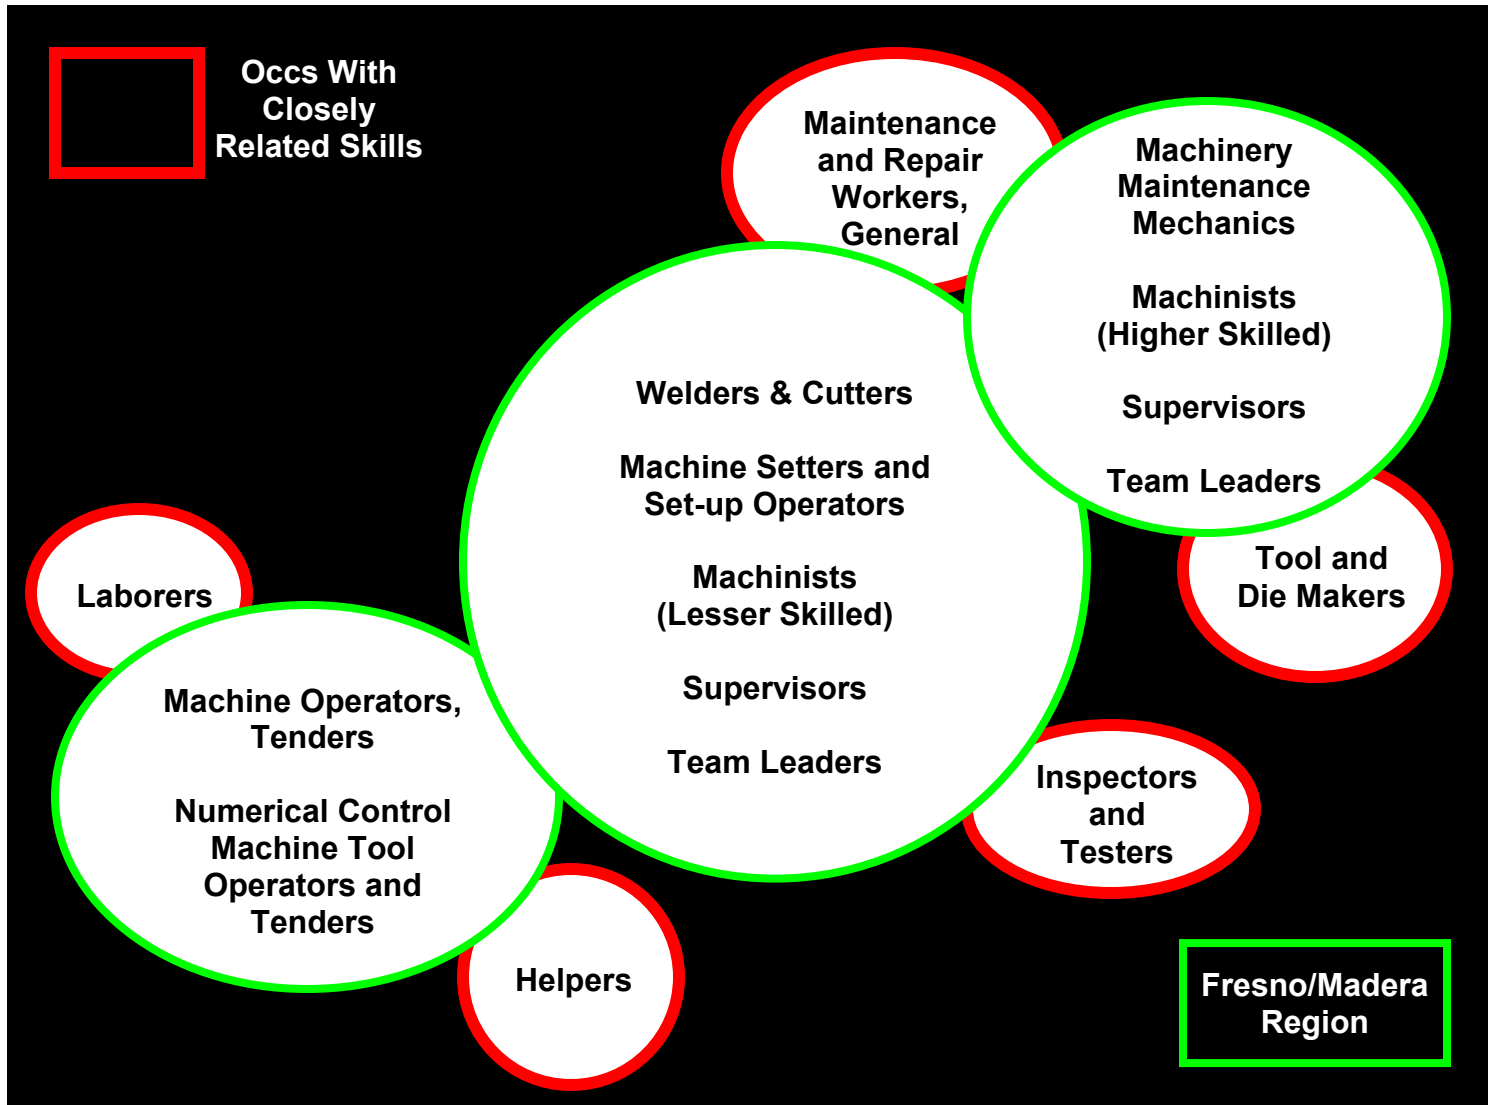 Occs With
Closely
Related Skills
Maintenance
and Repair
Workers,
General
Machinery
Maintenance
Mechanics
Machinists
(Higher Skilled)
Supervisors
Team Leaders
Welders & Cutters
Machine Setters and
Set-up Operators
Machinists
(Lesser Skilled)
Supervisors
Team Leaders
Tool and
Die Makers
Laborers
Machine Operators,
Tenders
Numerical Control
Machine Tool
Operators and
Tenders
Inspectors
and
Testers
Helpers
Fresno/Madera
Region